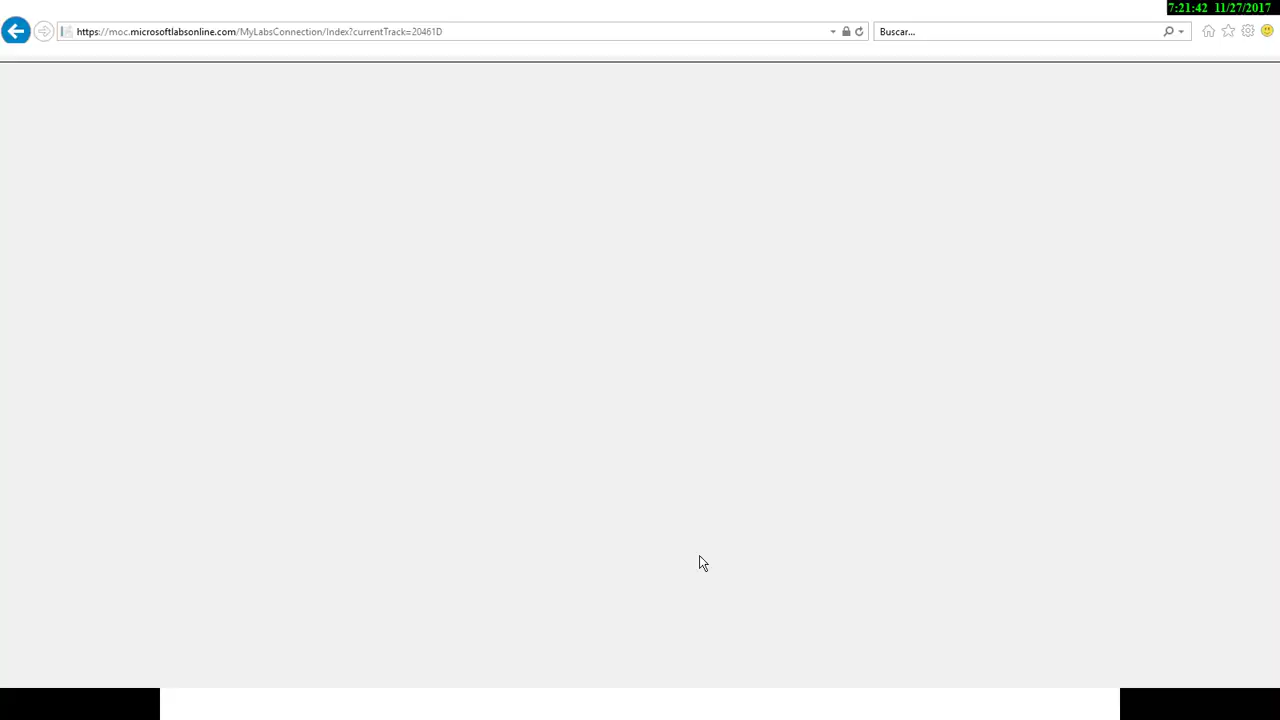 7:21:42 11/27/2017
https://moc.microsoftlabsonline.com/MyLabsConnection/Index?currentTrack=20461D
Buscar...